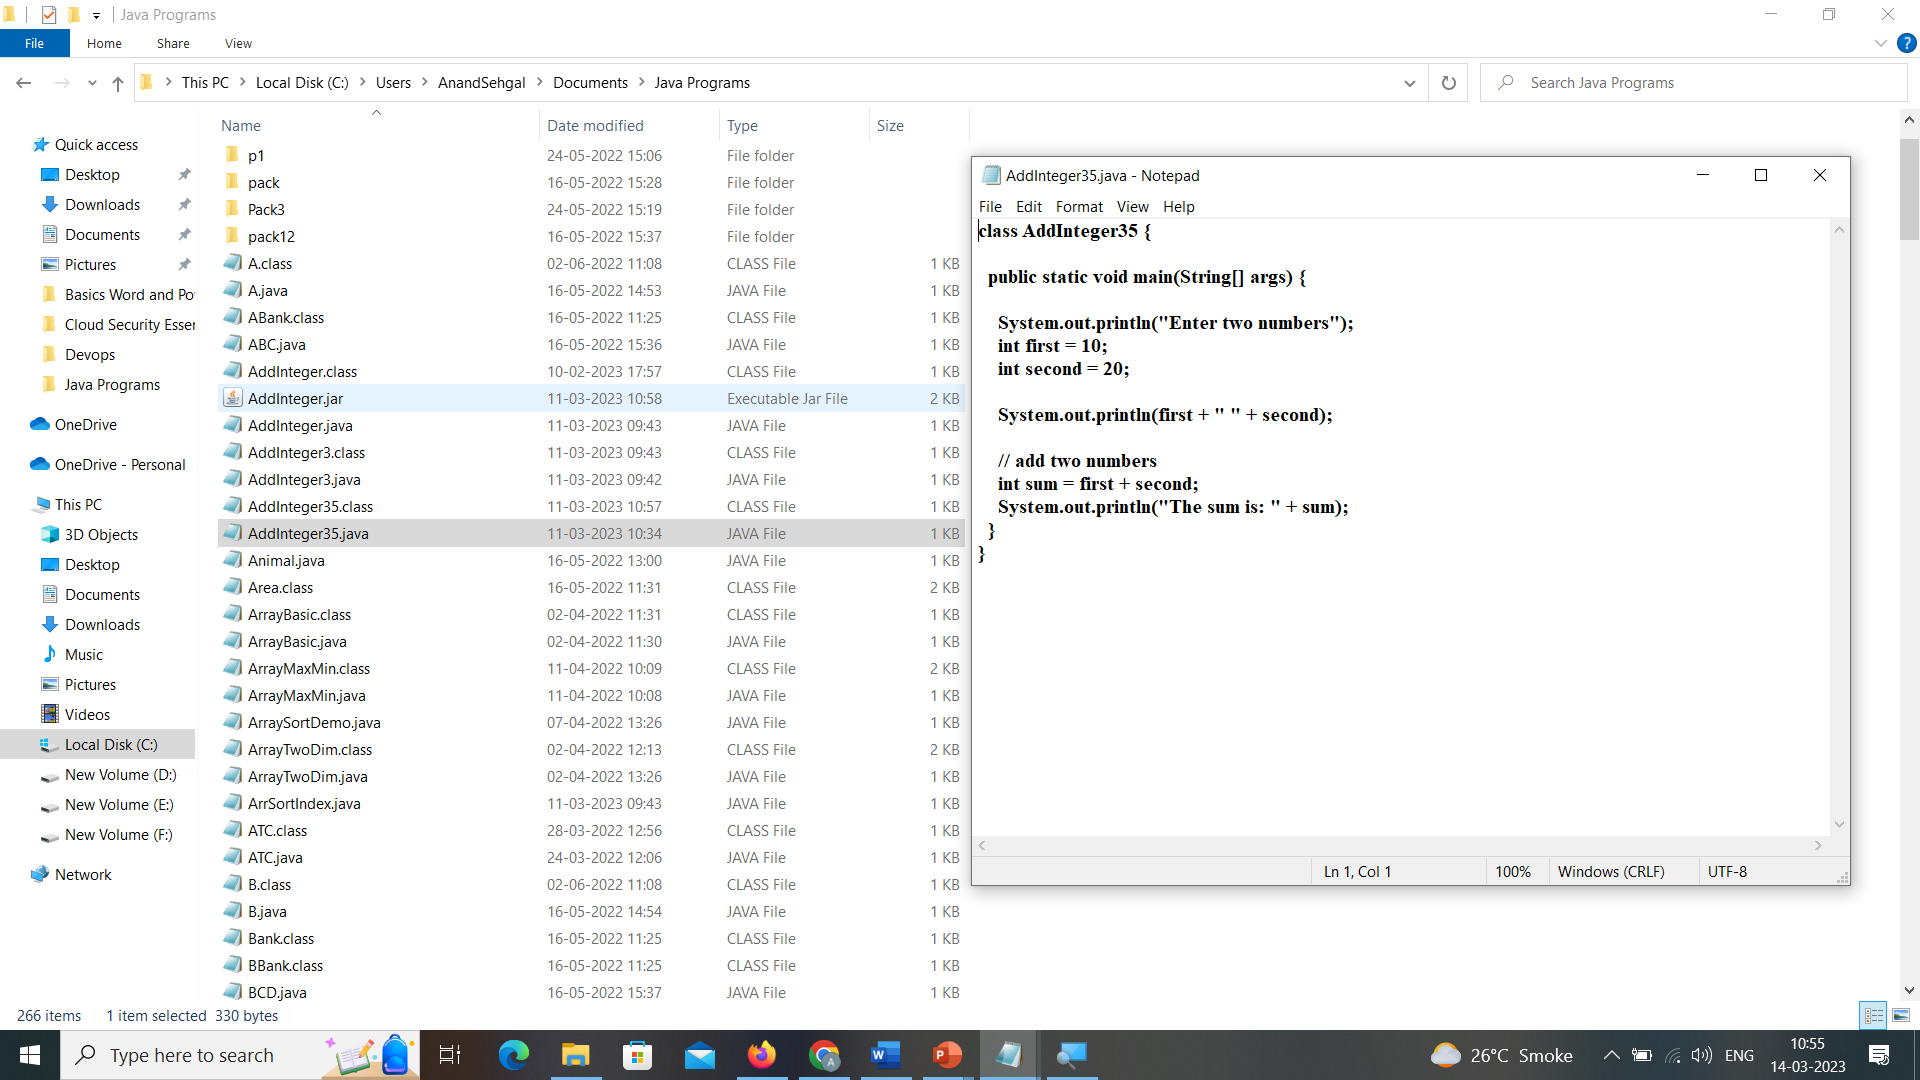 Java Programs
File Home Share View
This PC Local Disk (C:) Users AnandSehgal Documents Java Programs
Search Java Programs
Name Date modified Type Size
Quick access
Desktop
Downloads
Documents
Pictures
Basics Word and Po
Cloud Security Esser
Devops
Java Programs
OneDrive
OneDrive - Personal
This PC
3D Objects
Desktop
Documents
Downloads
Music
Pictures
Videos
Local Disk (C:)
New Volume (D:)
New Volume (E:)
New Volume (F:)
Network
p1 24-05-2022 15:06 File folder
pack 16-05-2022 15:28 File folder
Pack3 24-05-2022 15:19 File folder
pack12 16-05-2022 15:37 File folder
A.class 02-06-2022 11:08 CLASS File 1 KB
A.java 16-05-2022 14:53 JAVA File 1 KB
ABank.class 16-05-2022 11:25 CLASS File 1 KB
ABC.java 16-05-2022 15:36 JAVA File 1 KB
AddInteger.class 10-02-2023 17:57 CLASS File 1 KB
AddInteger.jar 11-03-2023 10:58 Executable Jar File 2 KB
AddInteger.java 11-03-2023 09:43 JAVA File 1 KB
AddInteger3.class 11-03-2023 09:43 CLASS File 1 KB
AddInteger3.java 11-03-2023 09:42 JAVA File 1 KB
AddInteger35.class 11-03-2023 10:57 CLASS File 1 KB
AddInteger35.java 11-03-2023 10:34 JAVA File 1 KB
Animal.java 16-05-2022 13:00 JAVA File 1 KB
Area.class 16-05-2022 11:31 CLASS File 2 KB
ArrayBasic.class 02-04-2022 11:31 CLASS File 1 KB
ArrayBasic.java 02-04-2022 11:30 JAVA File 1 KB
ArrayMaxMin.class 11-04-2022 10:09 CLASS File 2 KB
ArrayMaxMin.java 11-04-2022 10:08 JAVA File 1 KB
ArraySortDemo.java 07-04-2022 13:26 JAVA File 1 KB
ArrayTwoDim.class 02-04-2022 12:13 CLASS File 2 KB
ArrayTwoDim.java 02-04-2022 13:26 JAVA File 1 KB
ArrSortIndex.java 11-03-2023 09:43 JAVA File 1 KB
ATC.class 28-03-2022 12:56 CLASS File 1 KB
ATC.java 24-03-2022 12:06 JAVA File 1 KB
B.class 02-06-2022 11:08 CLASS File 1 KB
B.java 16-05-2022 14:54 JAVA File 1 KB
Bank.class 16-05-2022 11:25 CLASS File 1 KB
BBank.class 16-05-2022 11:25 CLASS File 1 KB
BCD.java 16-05-2022 15:37 JAVA File 1 KB
AddInteger35.java - Notepad
File Edit Format View Help
class AddInteger35 {
public static void main(String[] args) {
System.out.println("Enter two numbers");
int first = 10;
int second = 20;
System.out.println(first + " " + second);
// add two numbers
int sum = first + second;
System.out.println("The sum is: " + sum);
}
}
Ln 1, Col 1 100% Windows (CRLF) UTF-8
266 items 1 item selected 330 bytes
Type here to search
26°C Smoke
ENG
10:55
14-03-2023